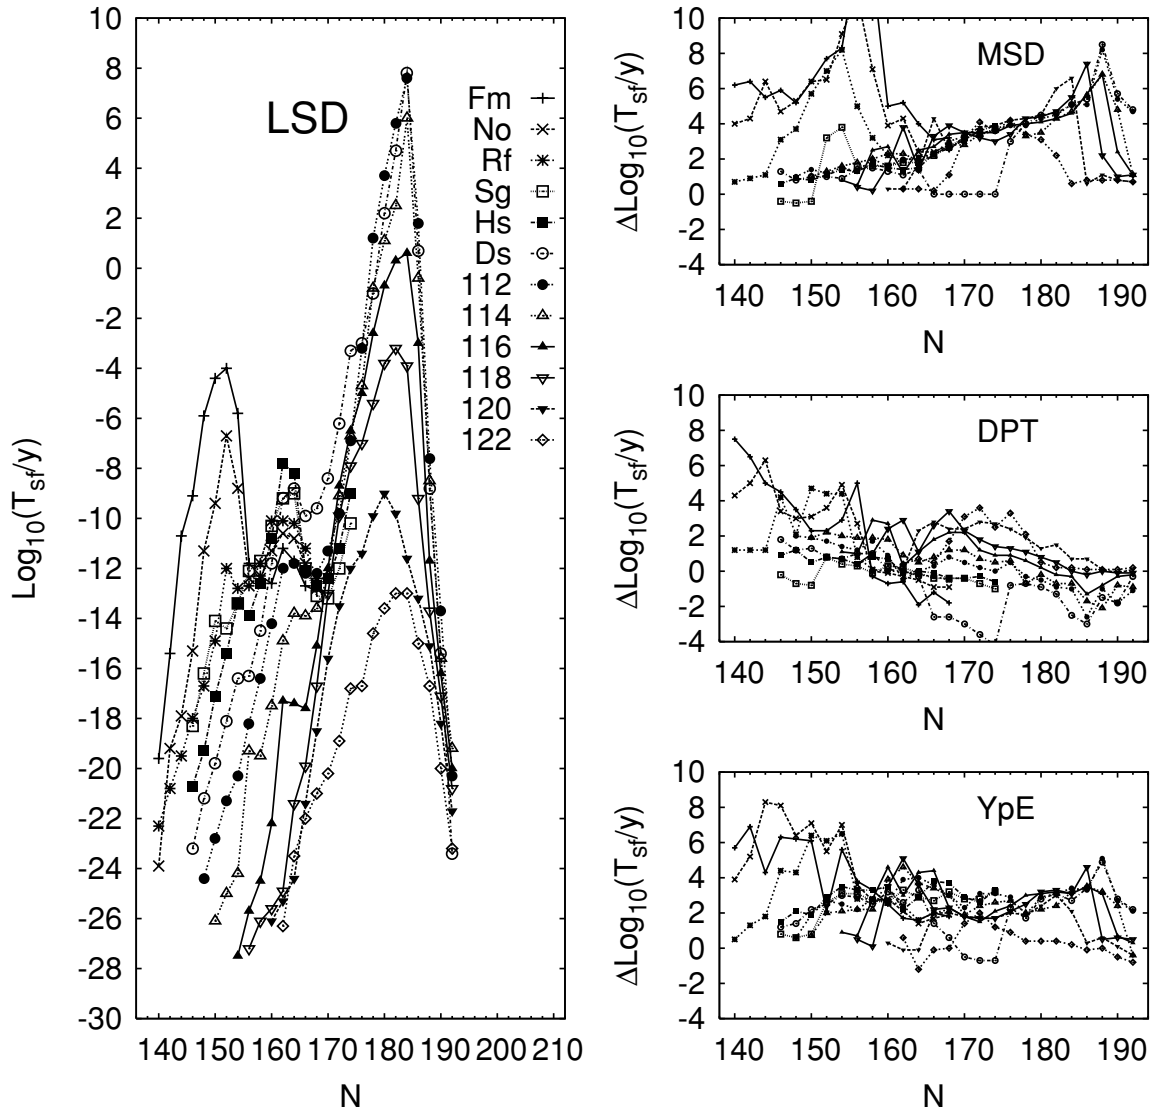 LSD
Fm
No
Rf
Sg
Hs
Ds
112
114
116
118
120
122
Log10(Tsf/y)
10
8
6
4
2
0
-2
-4
-6
-8
-10
-12
-14
-16
-18
-20
-22
-24
-26
-28
-30
140 150 160 170 180 190 200 210
N
MSD
ΔLog10(Tsf/y)
10
8
6
4
2
0
-2
-4
140 150 160 170 180 190
N
DPT
ΔLog10(Tsf/y)
10
8
6
4
2
0
-2
-4
140 150 160 170 180 190
N
YpE
ΔLog10(Tsf/y)
10
8
6
4
2
0
-2
-4
140 150 160 170 180 190
N